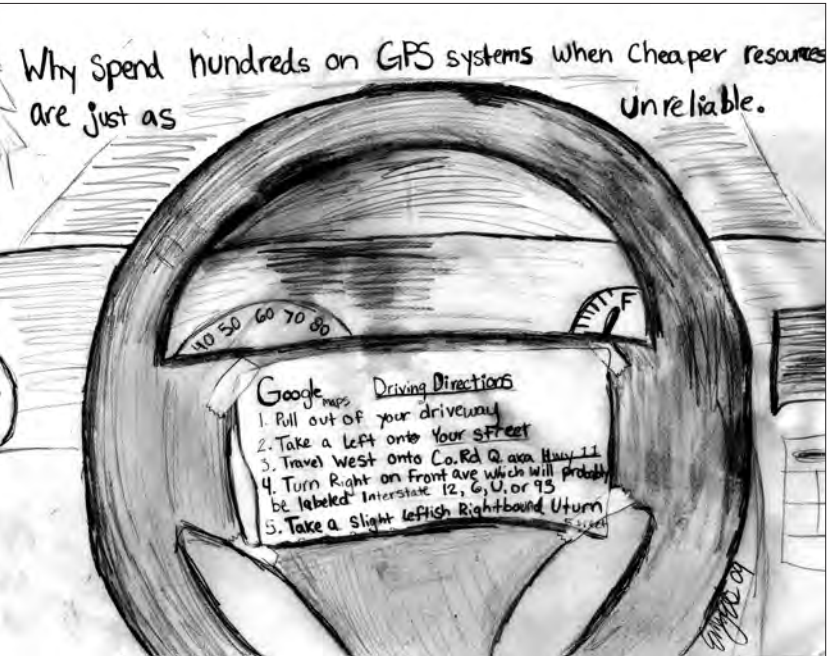 Why Spend hundreds on GPS systems when Cheaper resources
are just as unreliable.
40 50 60 70 80
F
Google maps Driving Directions
1. Pull out of your driveway
2. Take a Left onto Your street
3. Travel West onto Co.Rd Q aka Hwy 11
4. Turn Right on Front ave which will probably
be labeled Interstate 12, 6, U, or 93
5. Take a Slight Leftish Rightbound Uturn
Street
09